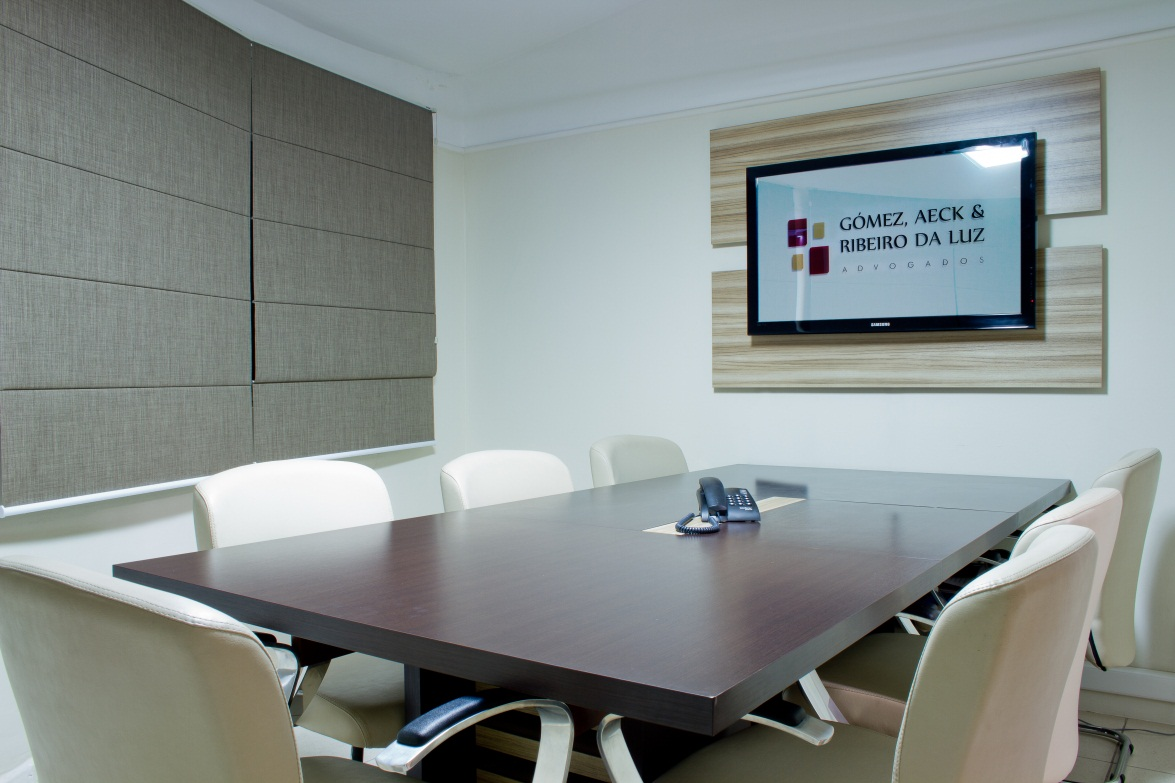 GÓMEZ, AECK &
RIBEIRO DA LUZ
ADVOGADOS
SAMSUNG